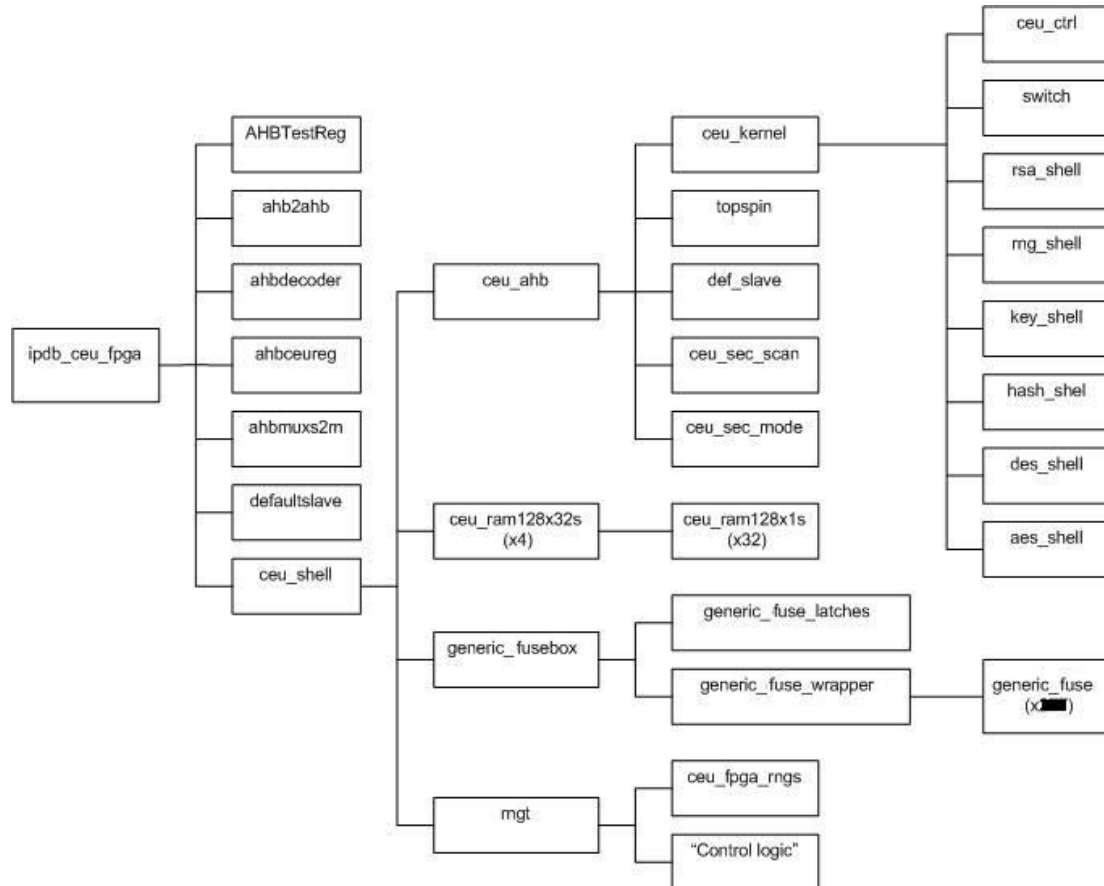 ipdb_ceu_fpga
AHBTestReg
ahb2ahb
ahbdecoder
ahbceureg
ahbmuxs2m
defaultslave
ceu_shell
ceu_ahb
ceu_ram128x32s
(x4)
generic_fusebox
rngt
ceu_kernel
topspin
def_slave
ceu_sec_scan
ceu_sec_mode
ceu_ram128x1s
(x32)
generic_fuse_latches
generic_fuse_wrapper
ceu_fpga_rngs
“Control logic”
ceu_ctrl
switch
rsa_shell
rng_shell
key_shell
hash_shel
des_shell
aes_shell
generic_fuse